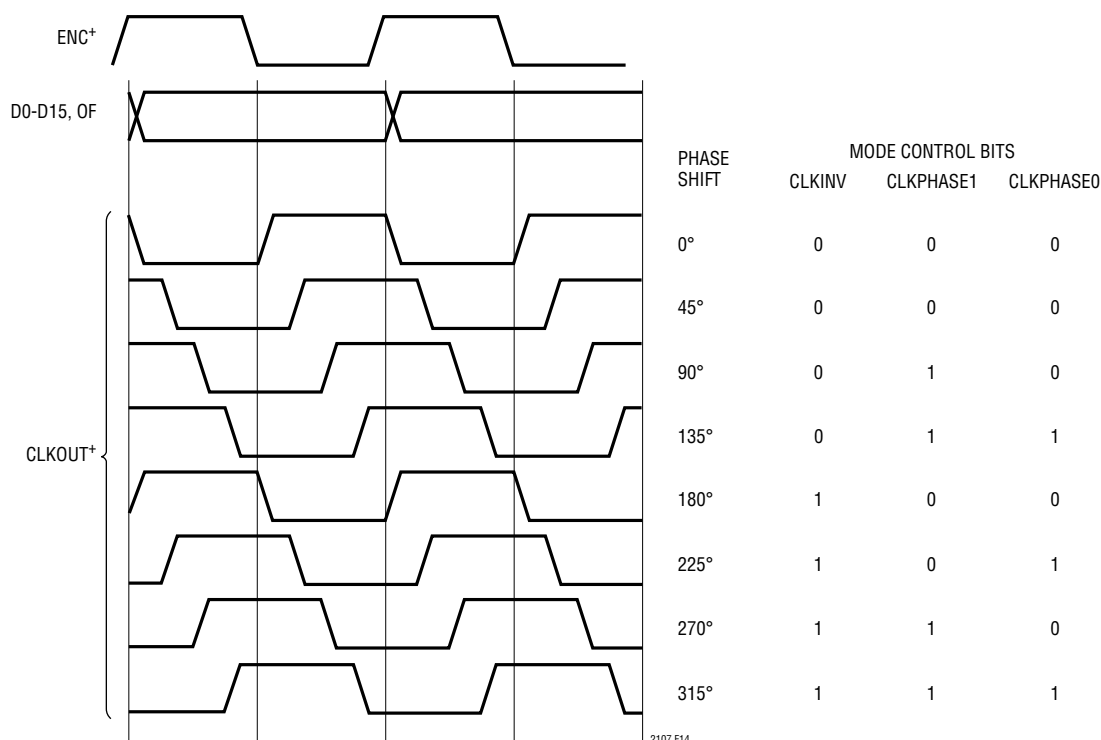 ENC+
D0-D15, OF
PHASE SHIFT
MODE CONTROL BITS
CLKINV CLKPHASE1 CLKPHASE0
0° 0 0 0
45° 0 0 0
90° 0 1 0
135° 0 1 1
CLKOUT+
180° 1 0 0
225° 1 0 1
270° 1 1 0
315° 1 1 1
2107 F14